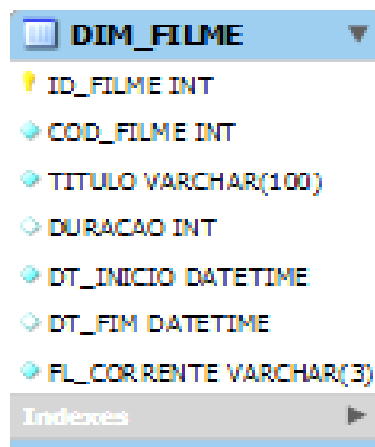 DIM_FILME
ID_FILME INT
COD_FILME INT
TITULO VARCHAR(100)
DURACAO INT
DT_INICIO DATETIME
DT_FIM DATETIME
FL_CORRENTE VARCHAR(3)
Indexes